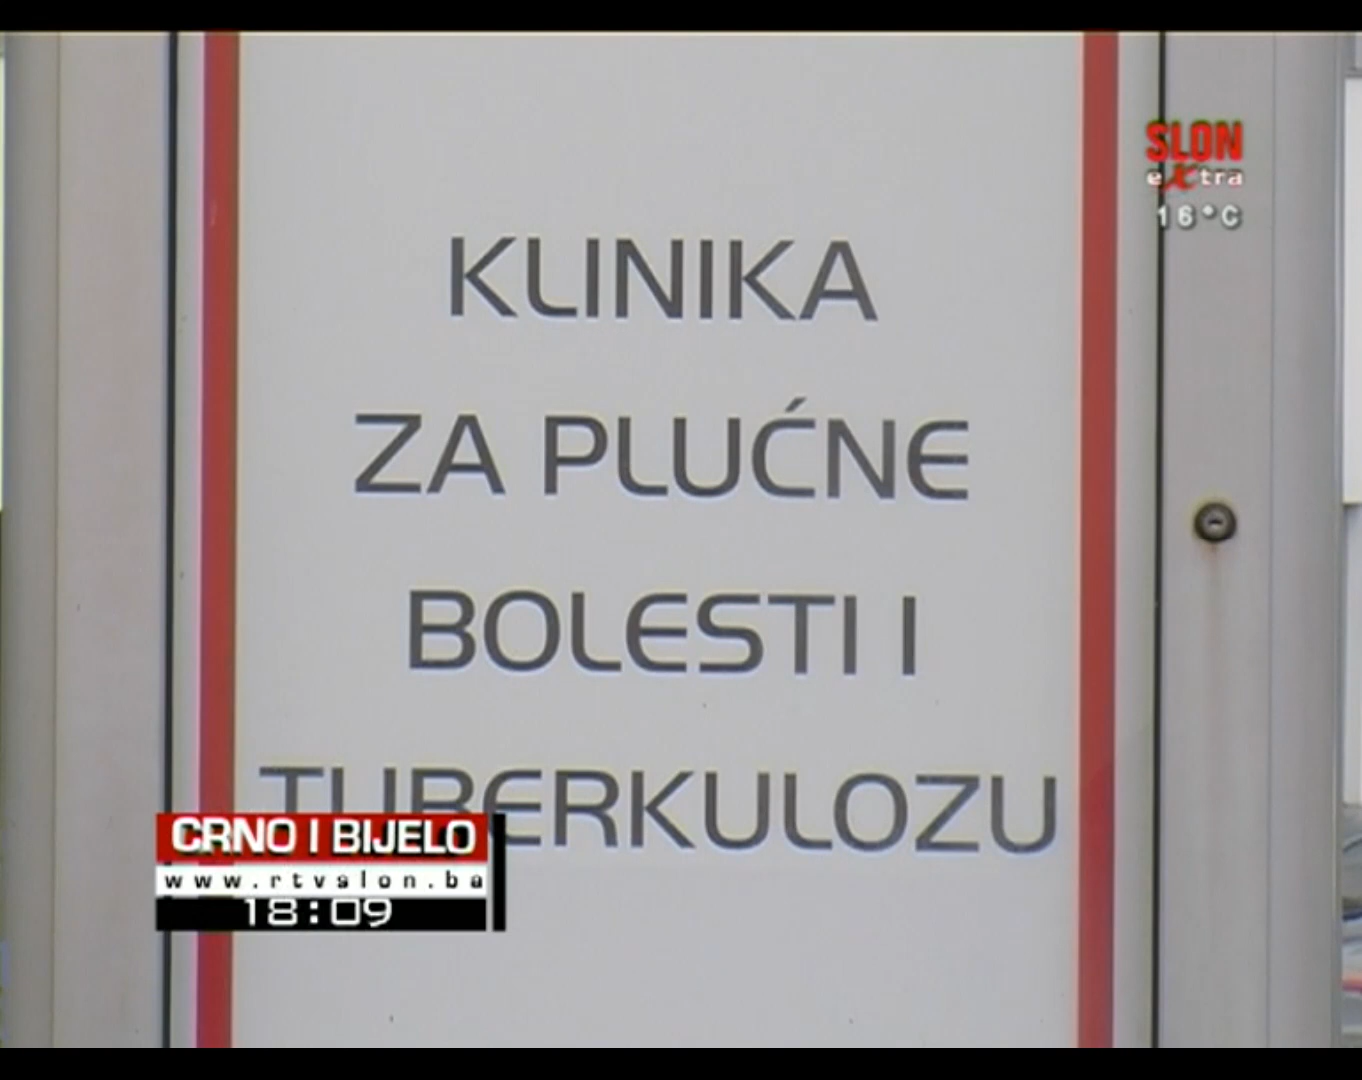 SLON
extra
16°C
KLINIKA
ZA PLUĆNE
BOLESTI I
TUBERKULOZU
CRNO I BIJELO
www.rtvslon.ba
18:09